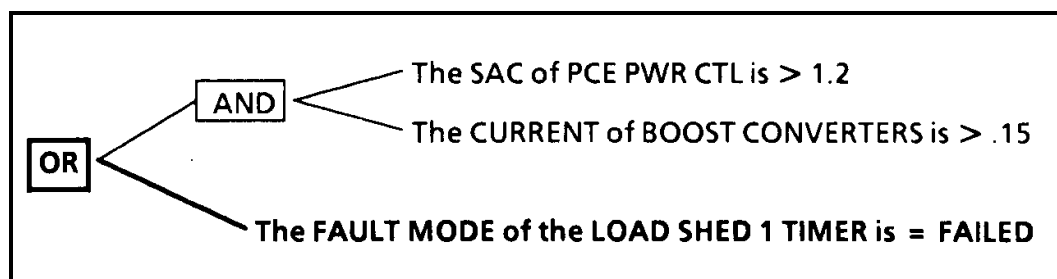 The SAC of PCE PWR CTL is > 1.2
AND
The CURRENT of BOOST CONVERTERS is > .15
OR
The FAULT MODE of the LOAD SHED 1 TIMER is = FAILED